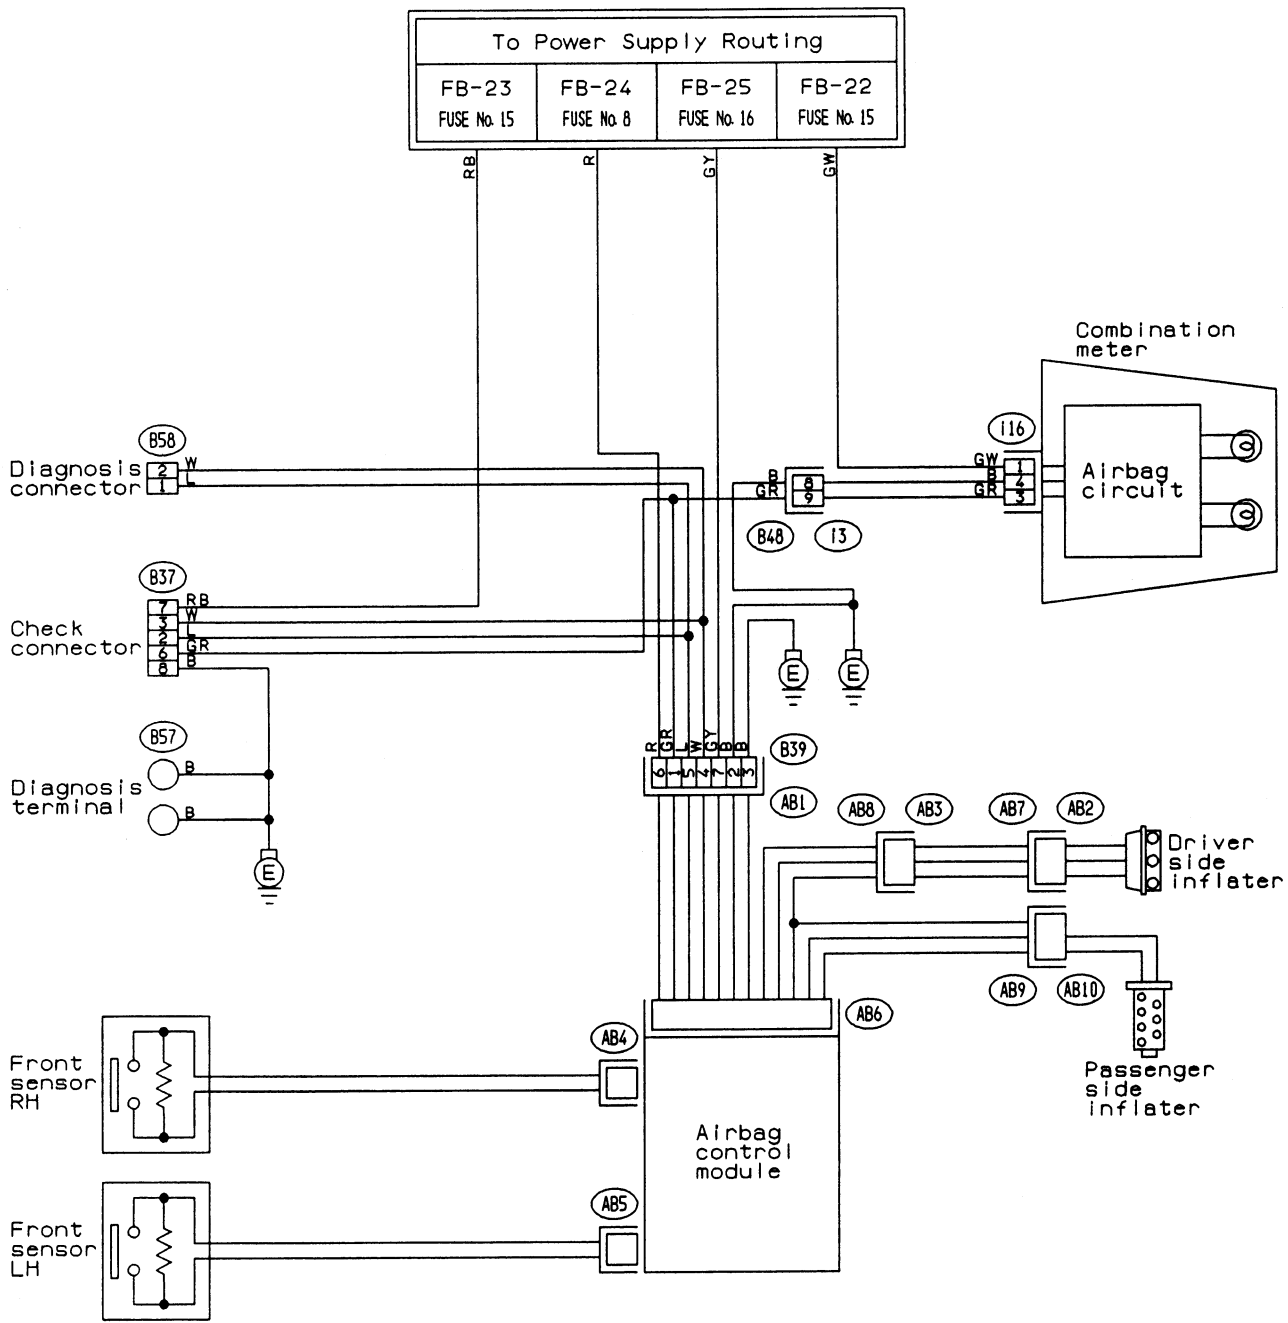 To Power Supply Routing
FB-23
FUSE No. 15
FB-24
FUSE No. 8
FB-25
FUSE No. 16
FB-22
FUSE No. 15
RB
R
GY
GW
Combination
meter
i16
GW
B
GR
1
4
3
Airbag
circuit
B58
Diagnosis
connector
2
1
W
L
B
GR
8
9
B48
i3
B37
Check
connector
7
3
2
6
8
RB
W
L
GR
B
E
E
B57
Diagnosis
terminal
B
B
E
R
GR
L
W
GY
B
B
6
1
5
4
7
2
3
B39
AB1
AB8
AB3
AB7
AB2
Driver
side
inflater
AB9
AB10
Passenger
side
inflater
AB6
AB4
Front
sensor
RH
Airbag
control
module
AB5
Front
sensor
LH